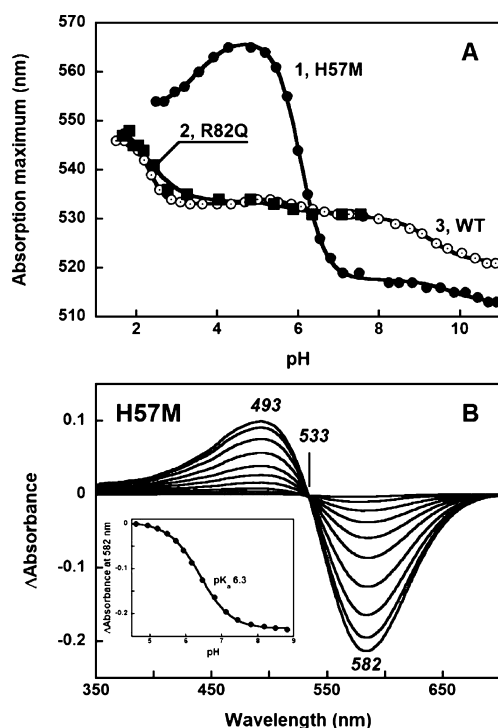 A
1, H57M
2, R82Q
3, WT
Absorption maximum (nm)
570
560
550
540
530
520
510
2
4
6
8
10
pH
H57M
B
493
533
582
ΔAbsorbance
0.1
0
-0.1
-0.2
350
450
550
650
Wavelength (nm)
ΔAbsorbance at 582 nm
0
-0.1
-0.2
pKa 6.3
5
6
7
8
9
pH